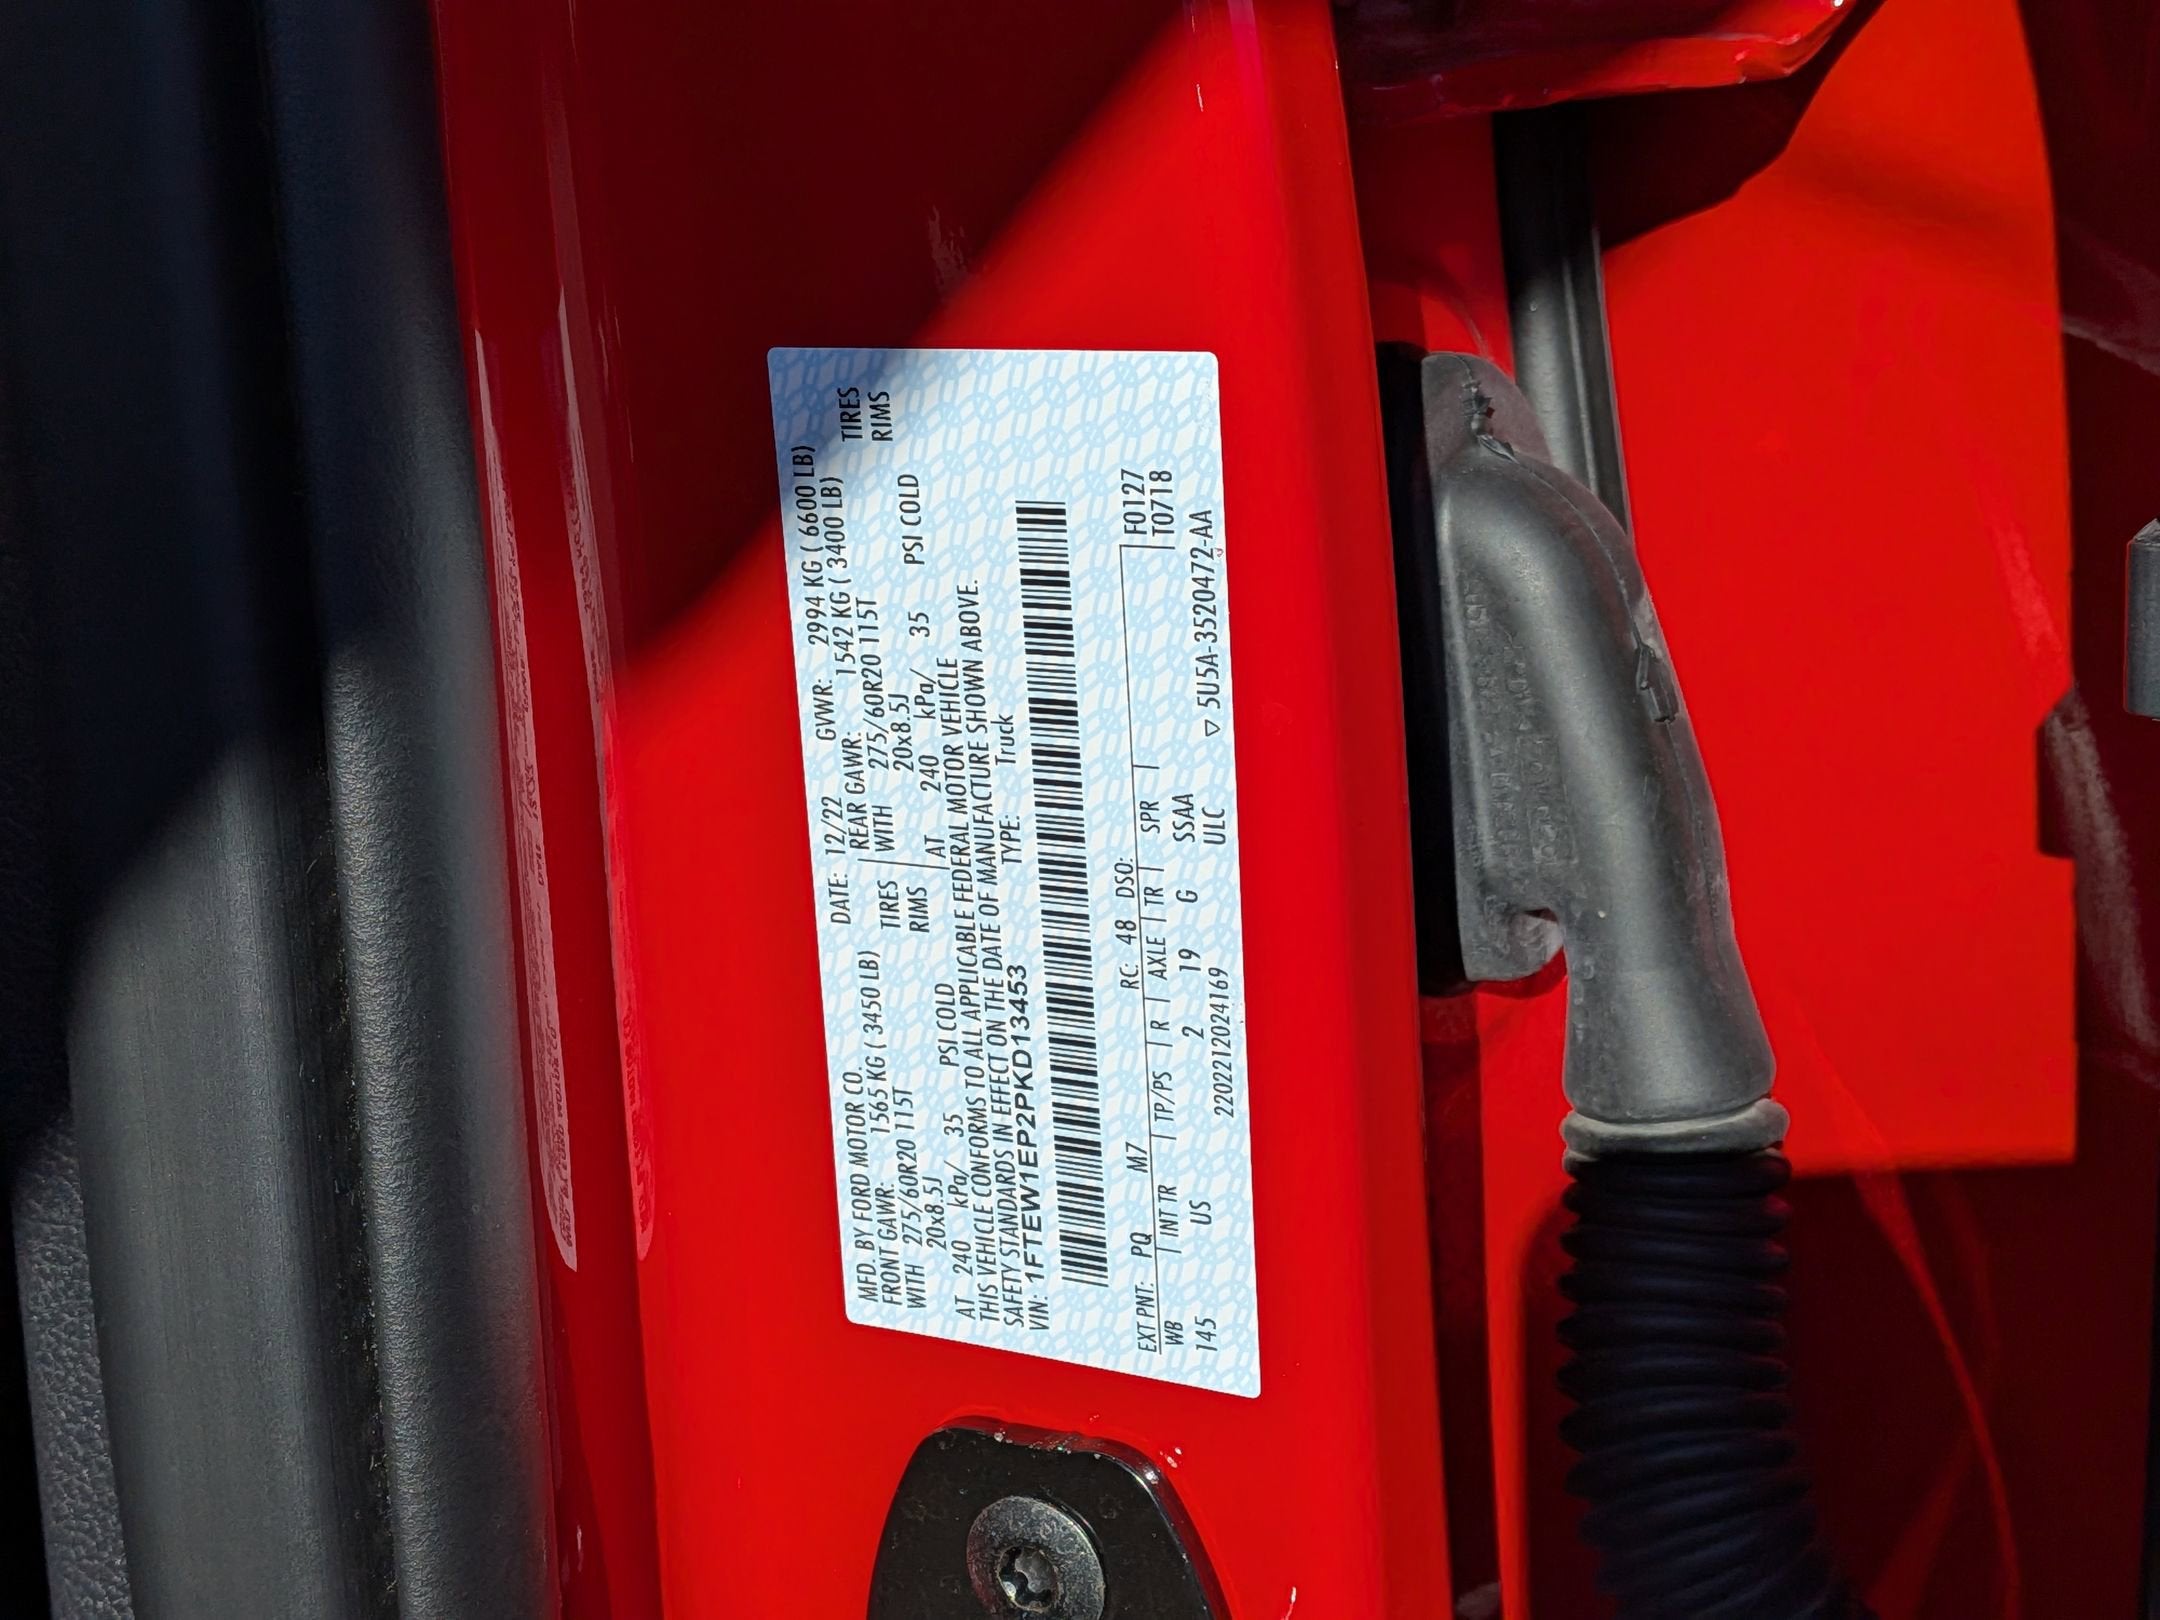 MFD. BY FORD MOTOR CO. DATE: 12/22 GVWR: 2994 KG ( 6600 LB)
FRONT GAWR: 1565 KG ( 3450 LB) REAR GAWR: 1542 KG ( 3400 LB)
WITH 275/60R20 115T TIRES WITH 275/60R20 115T TIRES
20x8.5J RIMS 20x8.5J RIMS
AT 240 kPa/ 35 PSI COLD AT 240 kPa/ 35 PSI COLD
THIS VEHICLE CONFORMS TO ALL APPLICABLE FEDERAL MOTOR VEHICLE
SAFETY STANDARDS IN EFFECT ON THE DATE OF MANUFACTURE SHOWN ABOVE.
VIN: 1FTEW1EP2PKD13453 TYPE: Truck
EXT PNT: PQ M7 RC: 48 DSO: F0127
WB INT TR TP/PS R AXLE TR SPR T0718
145 US 2 19 G SSAA
2202212024169 ULC ▽ 5U5A-3520472-AA